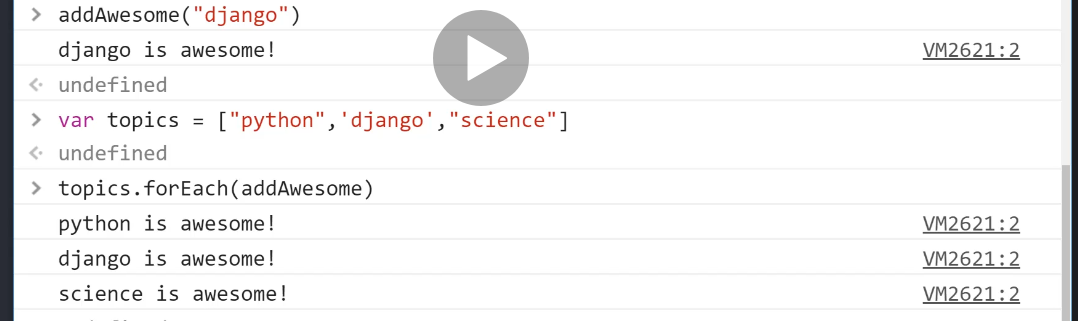 > addAwesome("django")
django is awesome! VM2621:2
undefined
> var topics = ["python",'django',"science"]
undefined
> topics.forEach(addAwesome)
python is awesome! VM2621:2
django is awesome! VM2621:2
science is awesome! VM2621:2